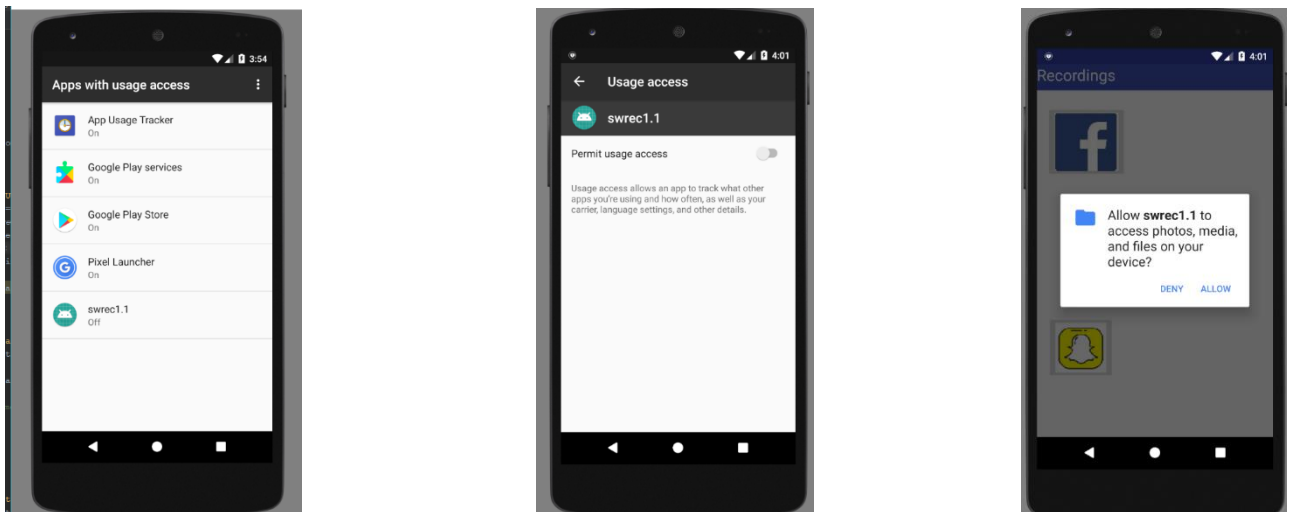 3:54
Apps with usage access
App Usage Tracker
On
Google Play services
On
Google Play Store
On
Pixel Launcher
On
swrec1.1
Off
4:01
Usage access
swrec1.1
Permit usage access
Usage access allows an app to track what other
apps you're using and how often, as well as your
carrier, language settings, and other details.
4:01
Recordings
Allow swrec1.1 to
access photos, media,
and files on your
device?
DENY ALLOW